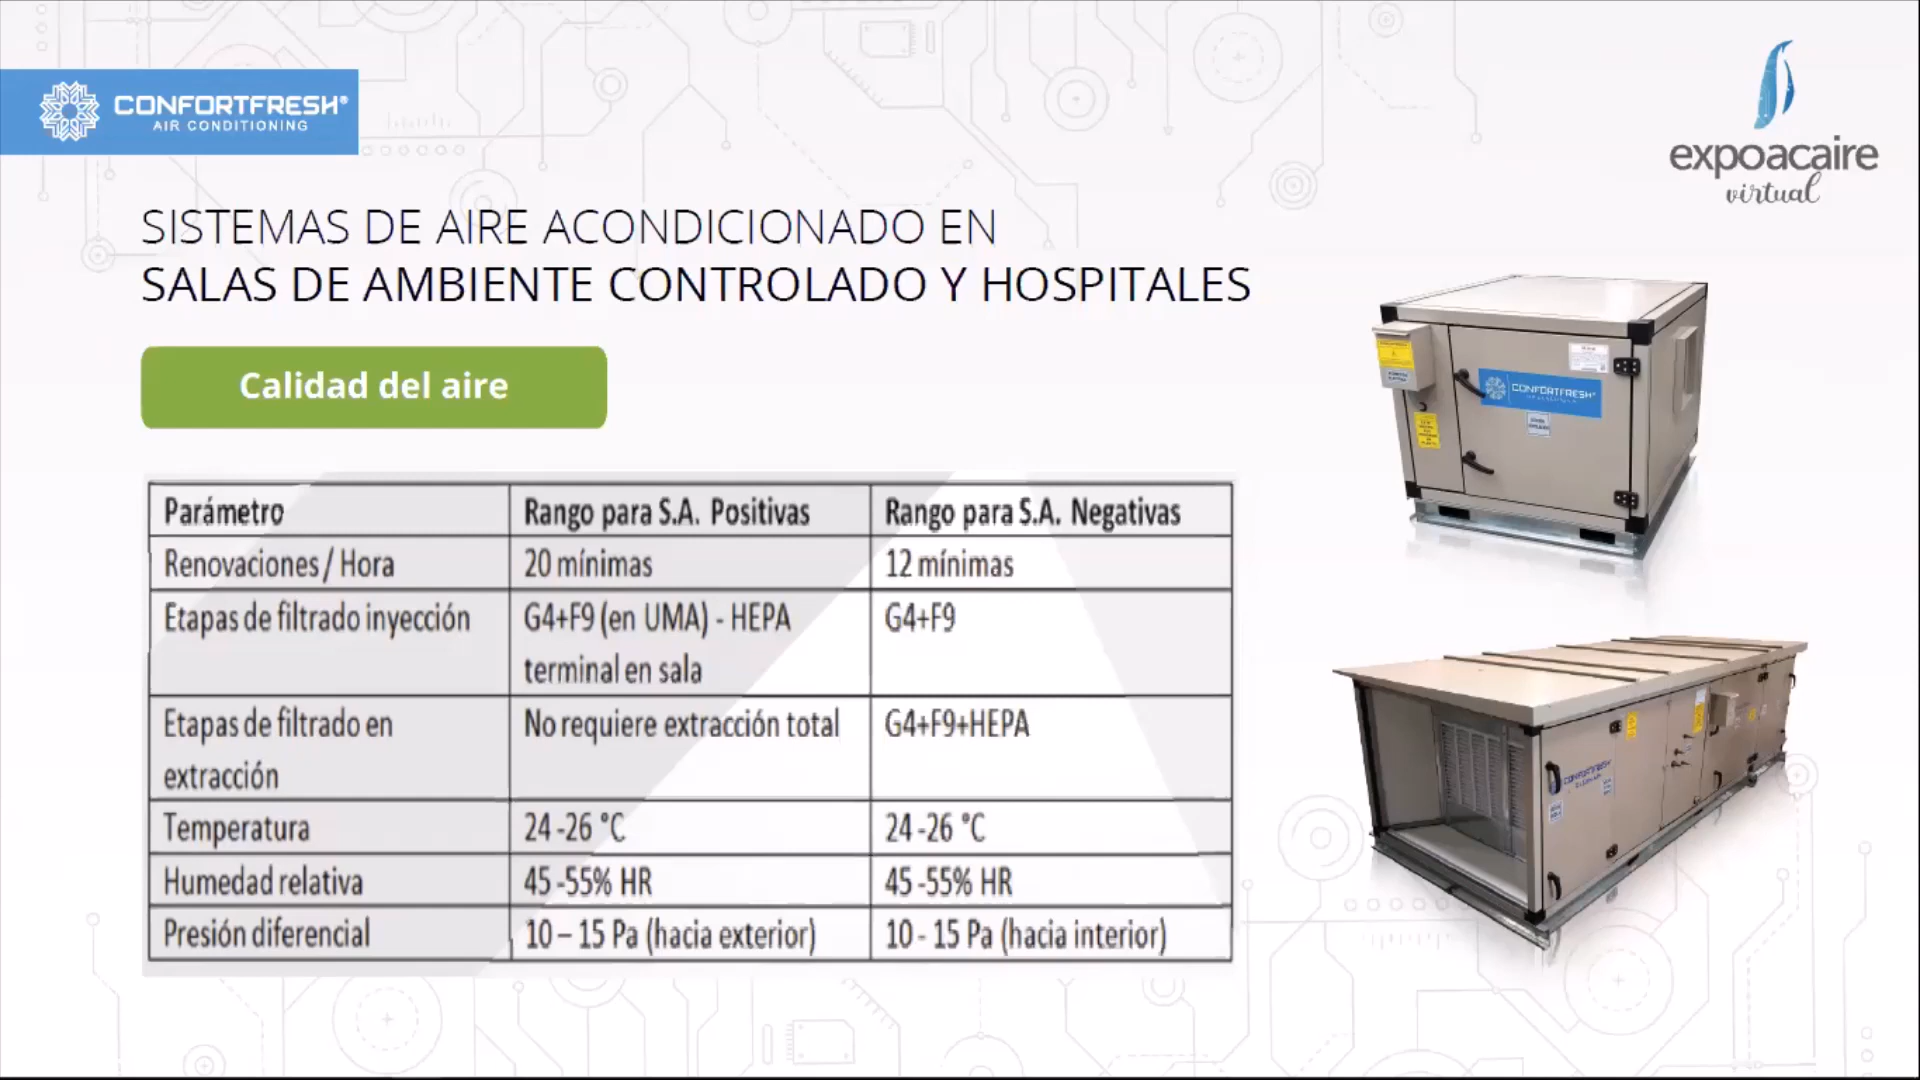 CONFORTFRESH®
AIR CONDITIONING
expoacaire
virtual
SISTEMAS DE AIRE ACONDICIONADO EN
SALAS DE AMBIENTE CONTROLADO Y HOSPITALES
Calidad del aire
Parámetro Rango para S.A. Positivas Rango para S.A. Negativas
Renovaciones / Hora 20 mínimas 12 mínimas
Etapas de filtrado inyección G4+F9 (en UMA) - HEPA G4+F9
terminal en sala
Etapas de filtrado en No requiere extracción total G4+F9+HEPA
extracción
Temperatura 24 -26 °C 24 -26 °C
Humedad relativa 45 -55% HR 45 -55% HR
Presión diferencial 10 – 15 Pa (hacia exterior) 10 - 15 Pa (hacia interior)
CONFORTFRESH®
CONFORTFRESH